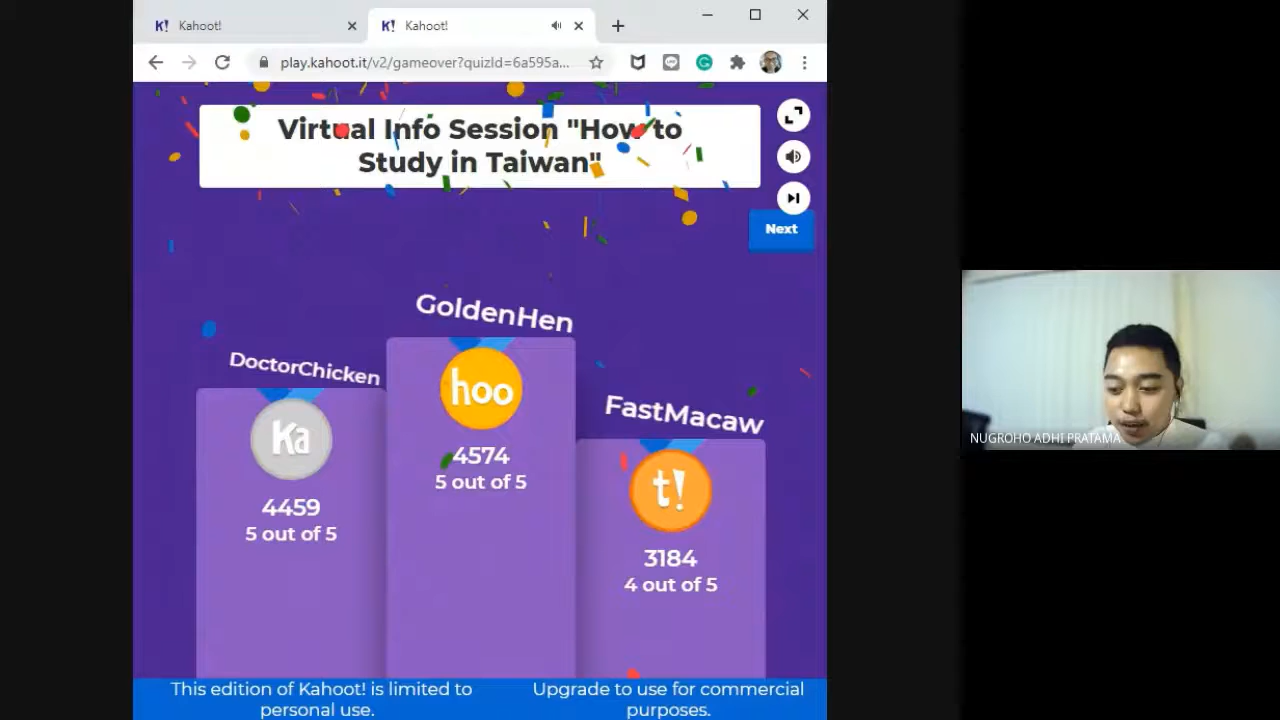 K! Kahoot!
K! Kahoot!
play.kahoot.it/v2/gameover?quizId=6a595a...
Virtual Info Session "How to
Study in Taiwan"
Next
GoldenHen
DoctorChicken
FastMacaw
hoo
Ka
t!
4574
5 out of 5
4459
5 out of 5
3184
4 out of 5
NUGROHO ADHI PRATAMA
This edition of Kahoot! is limited to
personal use.
Upgrade to use for commercial
purposes.